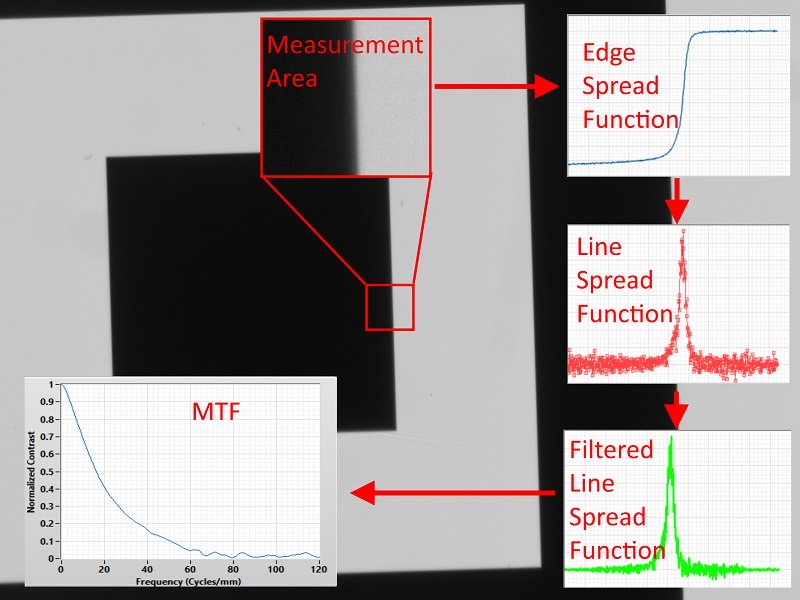 Measurement
Area
Edge
Spread
Function
Line
Spread
Function
Filtered
Line
Spread
Function
MTF
Normalized Contrast
1
0.9
0.8
0.7
0.6
0.5
0.4
0.3
0.2
0.1
0
0
20
40
60
80
100
120
Frequency (Cycles/mm)